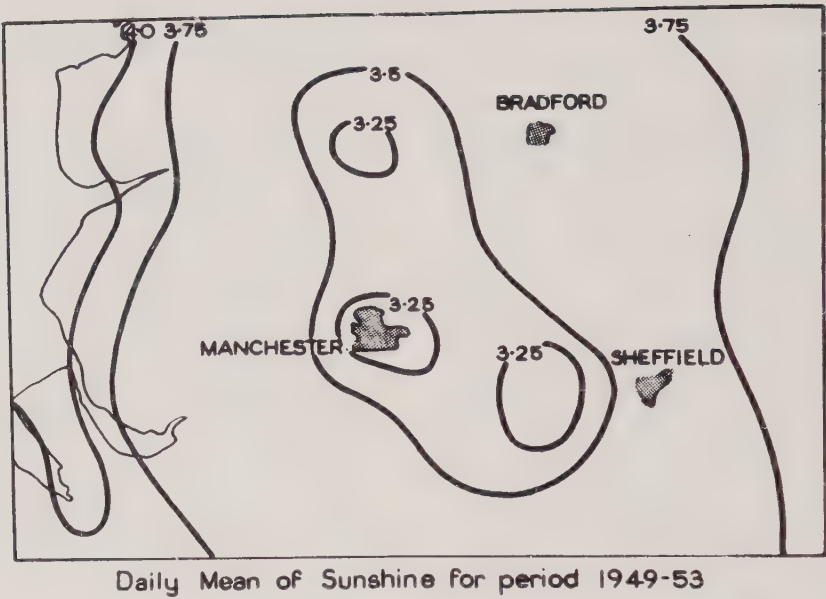 4·0 3·75 3·75
3·5
BRADFORD
3·25
3·25
MANCHESTER
3·25 SHEFFIELD
Daily Mean of Sunshine for period 1949-53